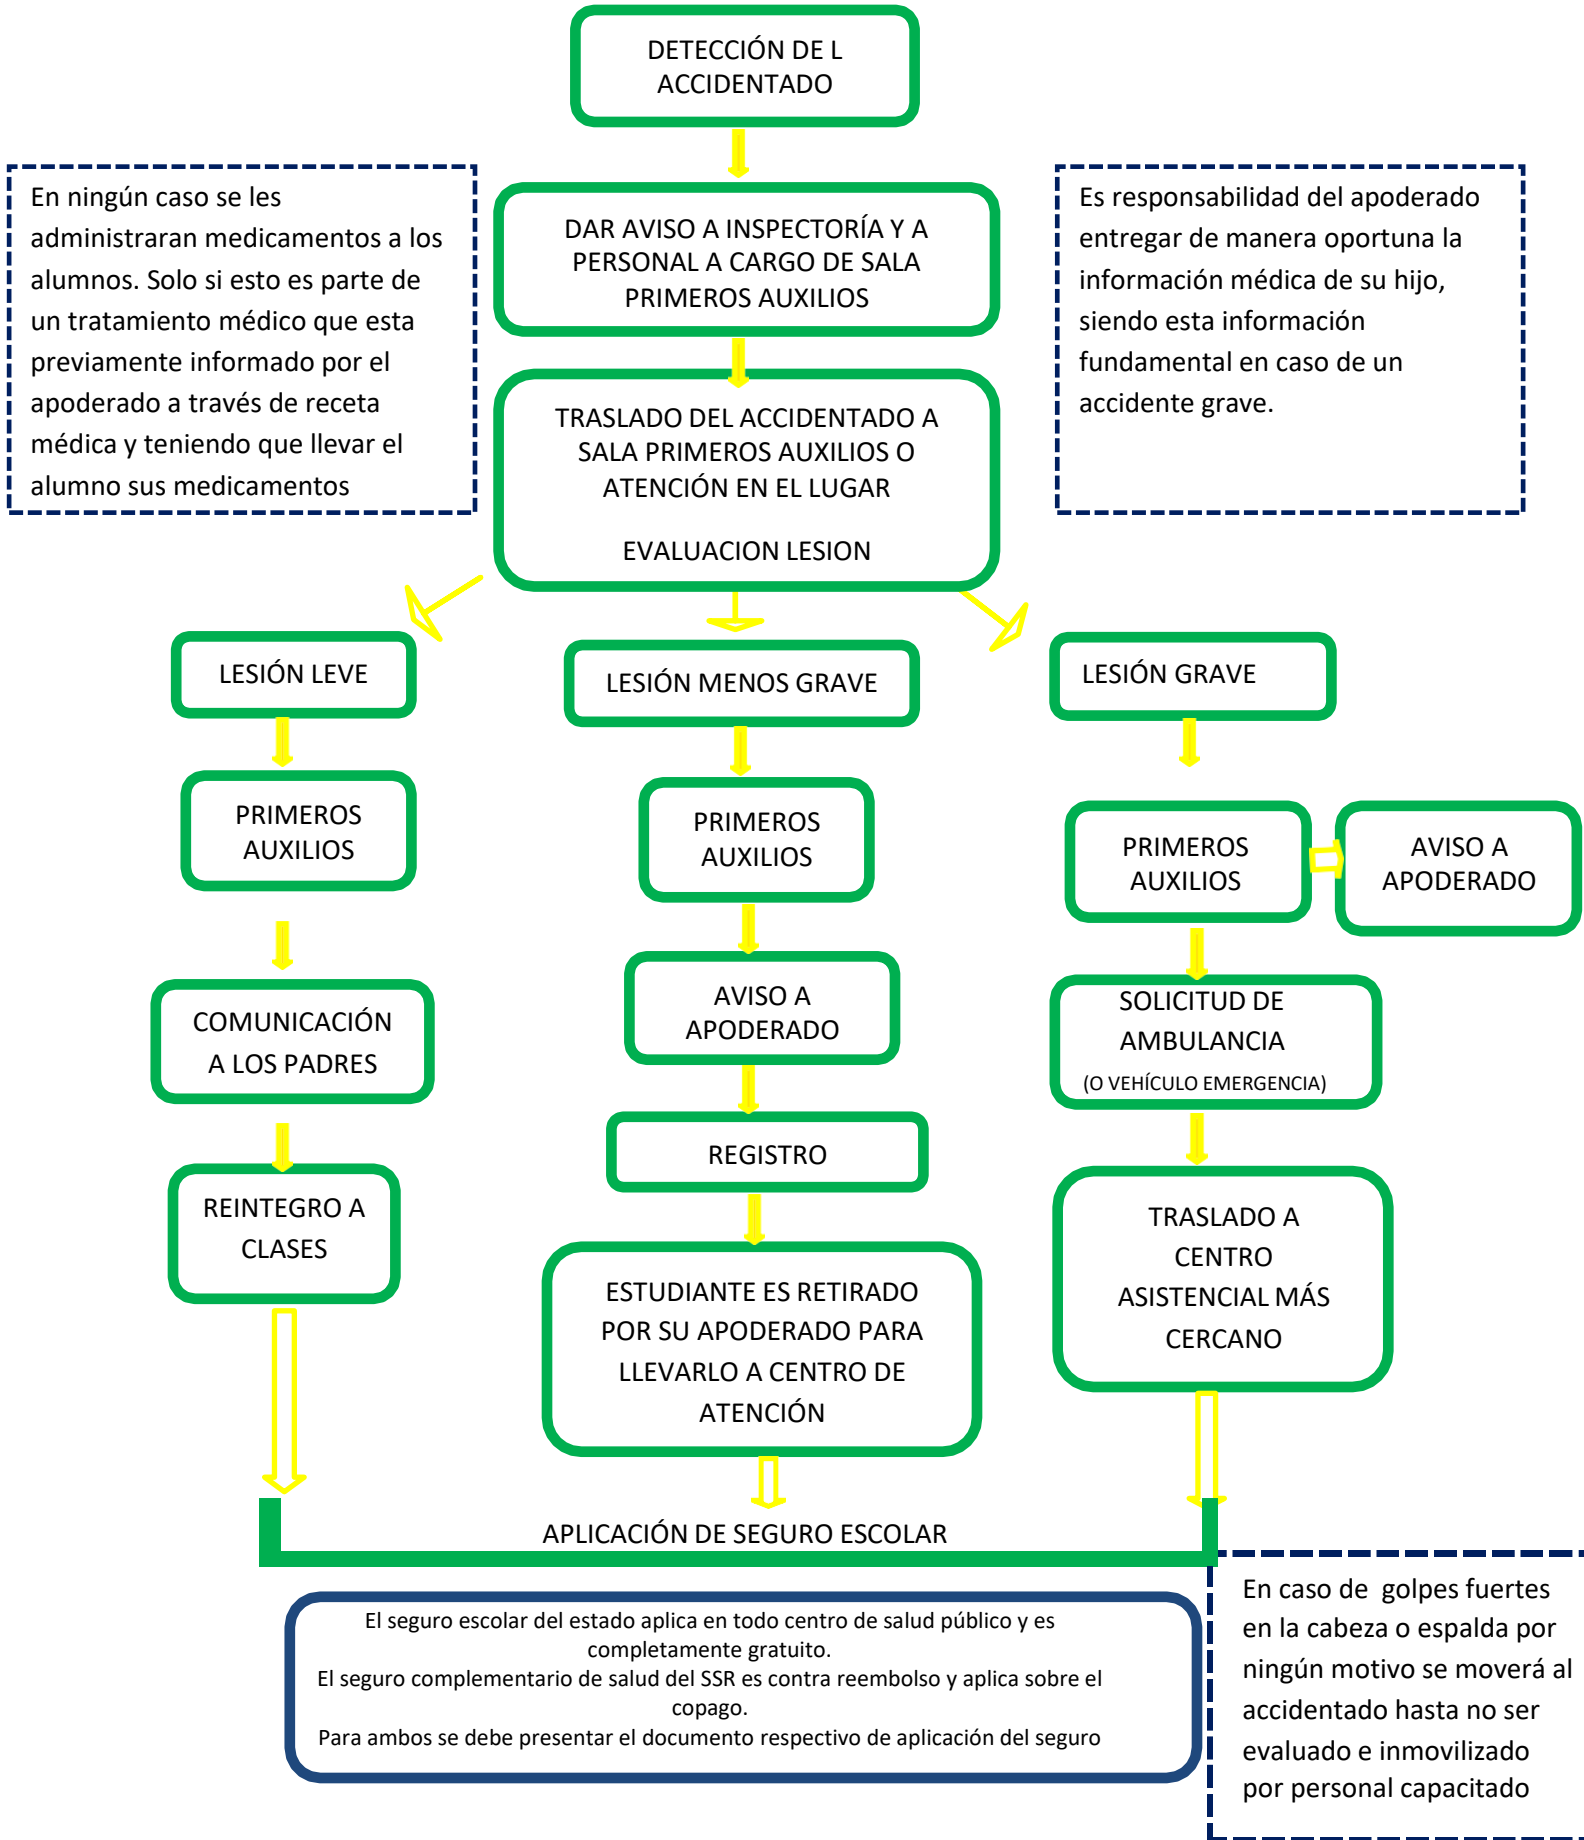 DETECCIÓN DE L
ACCIDENTADO
En ningún caso se les
administraran medicamentos a los
alumnos. Solo si esto es parte de
un tratamiento médico que esta
previamente informado por el
apoderado a través de receta
médica y teniendo que llevar el
alumno sus medicamentos
DAR AVISO A INSPECTORÍA Y A
PERSONAL A CARGO DE SALA
PRIMEROS AUXILIOS
Es responsabilidad del apoderado
entregar de manera oportuna la
información médica de su hijo,
siendo esta información
fundamental en caso de un
accidente grave.
TRASLADO DEL ACCIDENTADO A
SALA PRIMEROS AUXILIOS O
ATENCIÓN EN EL LUGAR
EVALUACION LESION
LESIÓN LEVE
PRIMEROS
AUXILIOS
COMUNICACIÓN
A LOS PADRES
REINTEGRO A
CLASES
LESIÓN MENOS GRAVE
PRIMEROS
AUXILIOS
AVISO A
APODERADO
REGISTRO
ESTUDIANTE ES RETIRADO
POR SU APODERADO PARA
LLEVARLO A CENTRO DE
ATENCIÓN
LESIÓN GRAVE
PRIMEROS
AUXILIOS
AVISO A
APODERADO
SOLICITUD DE
AMBULANCIA
(O VEHÍCULO EMERGENCIA)
TRASLADO A
CENTRO
ASISTENCIAL MÁS
CERCANO
APLICACIÓN DE SEGURO ESCOLAR
El seguro escolar del estado aplica en todo centro de salud público y es
completamente gratuito.
El seguro complementario de salud del SSR es contra reembolso y aplica sobre el
copago.
Para ambos se debe presentar el documento respectivo de aplicación del seguro
En caso de  golpes fuertes
en la cabeza o espalda por
ningún motivo se moverá al
accidentado hasta no ser
evaluado e inmovilizado
por personal capacitado